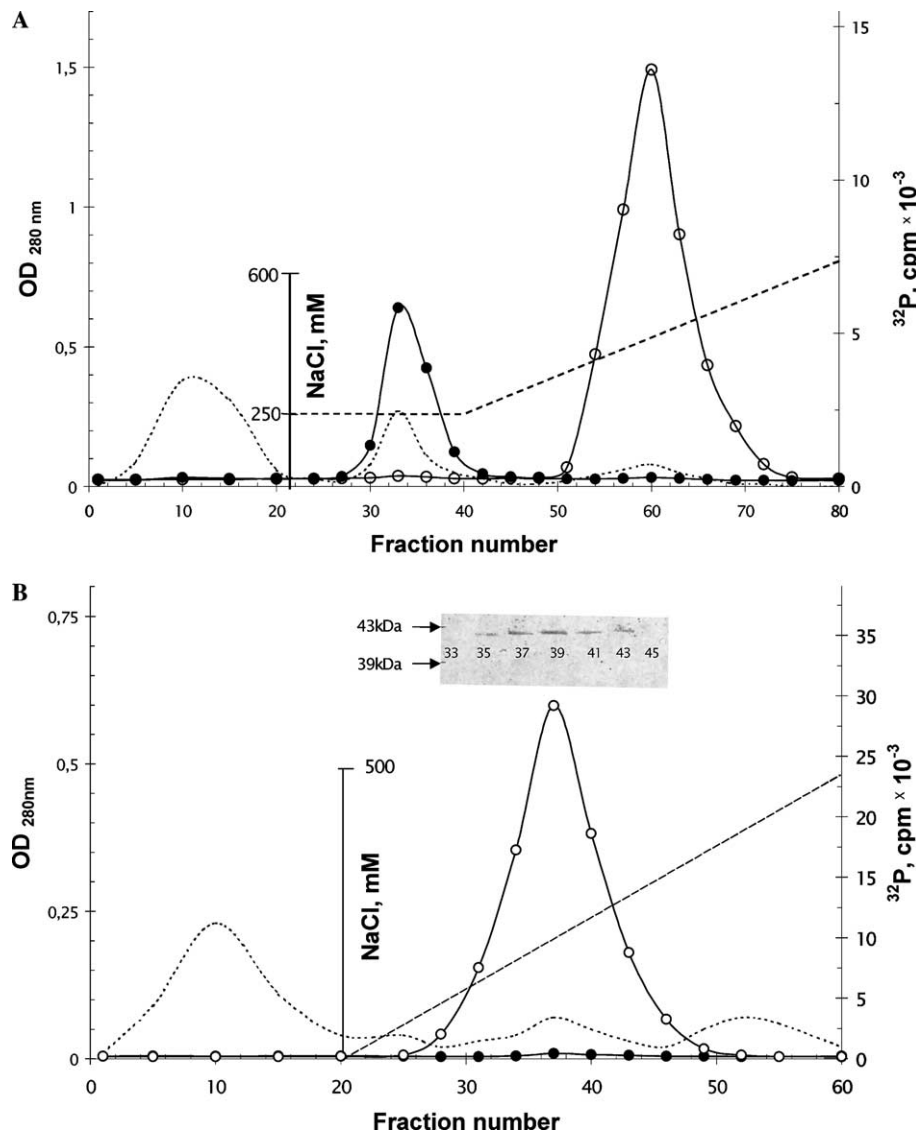 A
OD 280 nm
1,5
1
0,5
0
600
250
NaCl, mM
15
10
5
0
³²P, cpm × 10⁻³
0 10 20 30 40 50 60 70 80
Fraction number
B
OD 280nm
0,75
0,5
0,25
0
43kDa
39kDa
33 35 37 39 41 43 45
500
NaCl, mM
35
30
25
20
15
10
5
0
³²P, cpm × 10⁻³
0 10 20 30 40 50 60
Fraction number